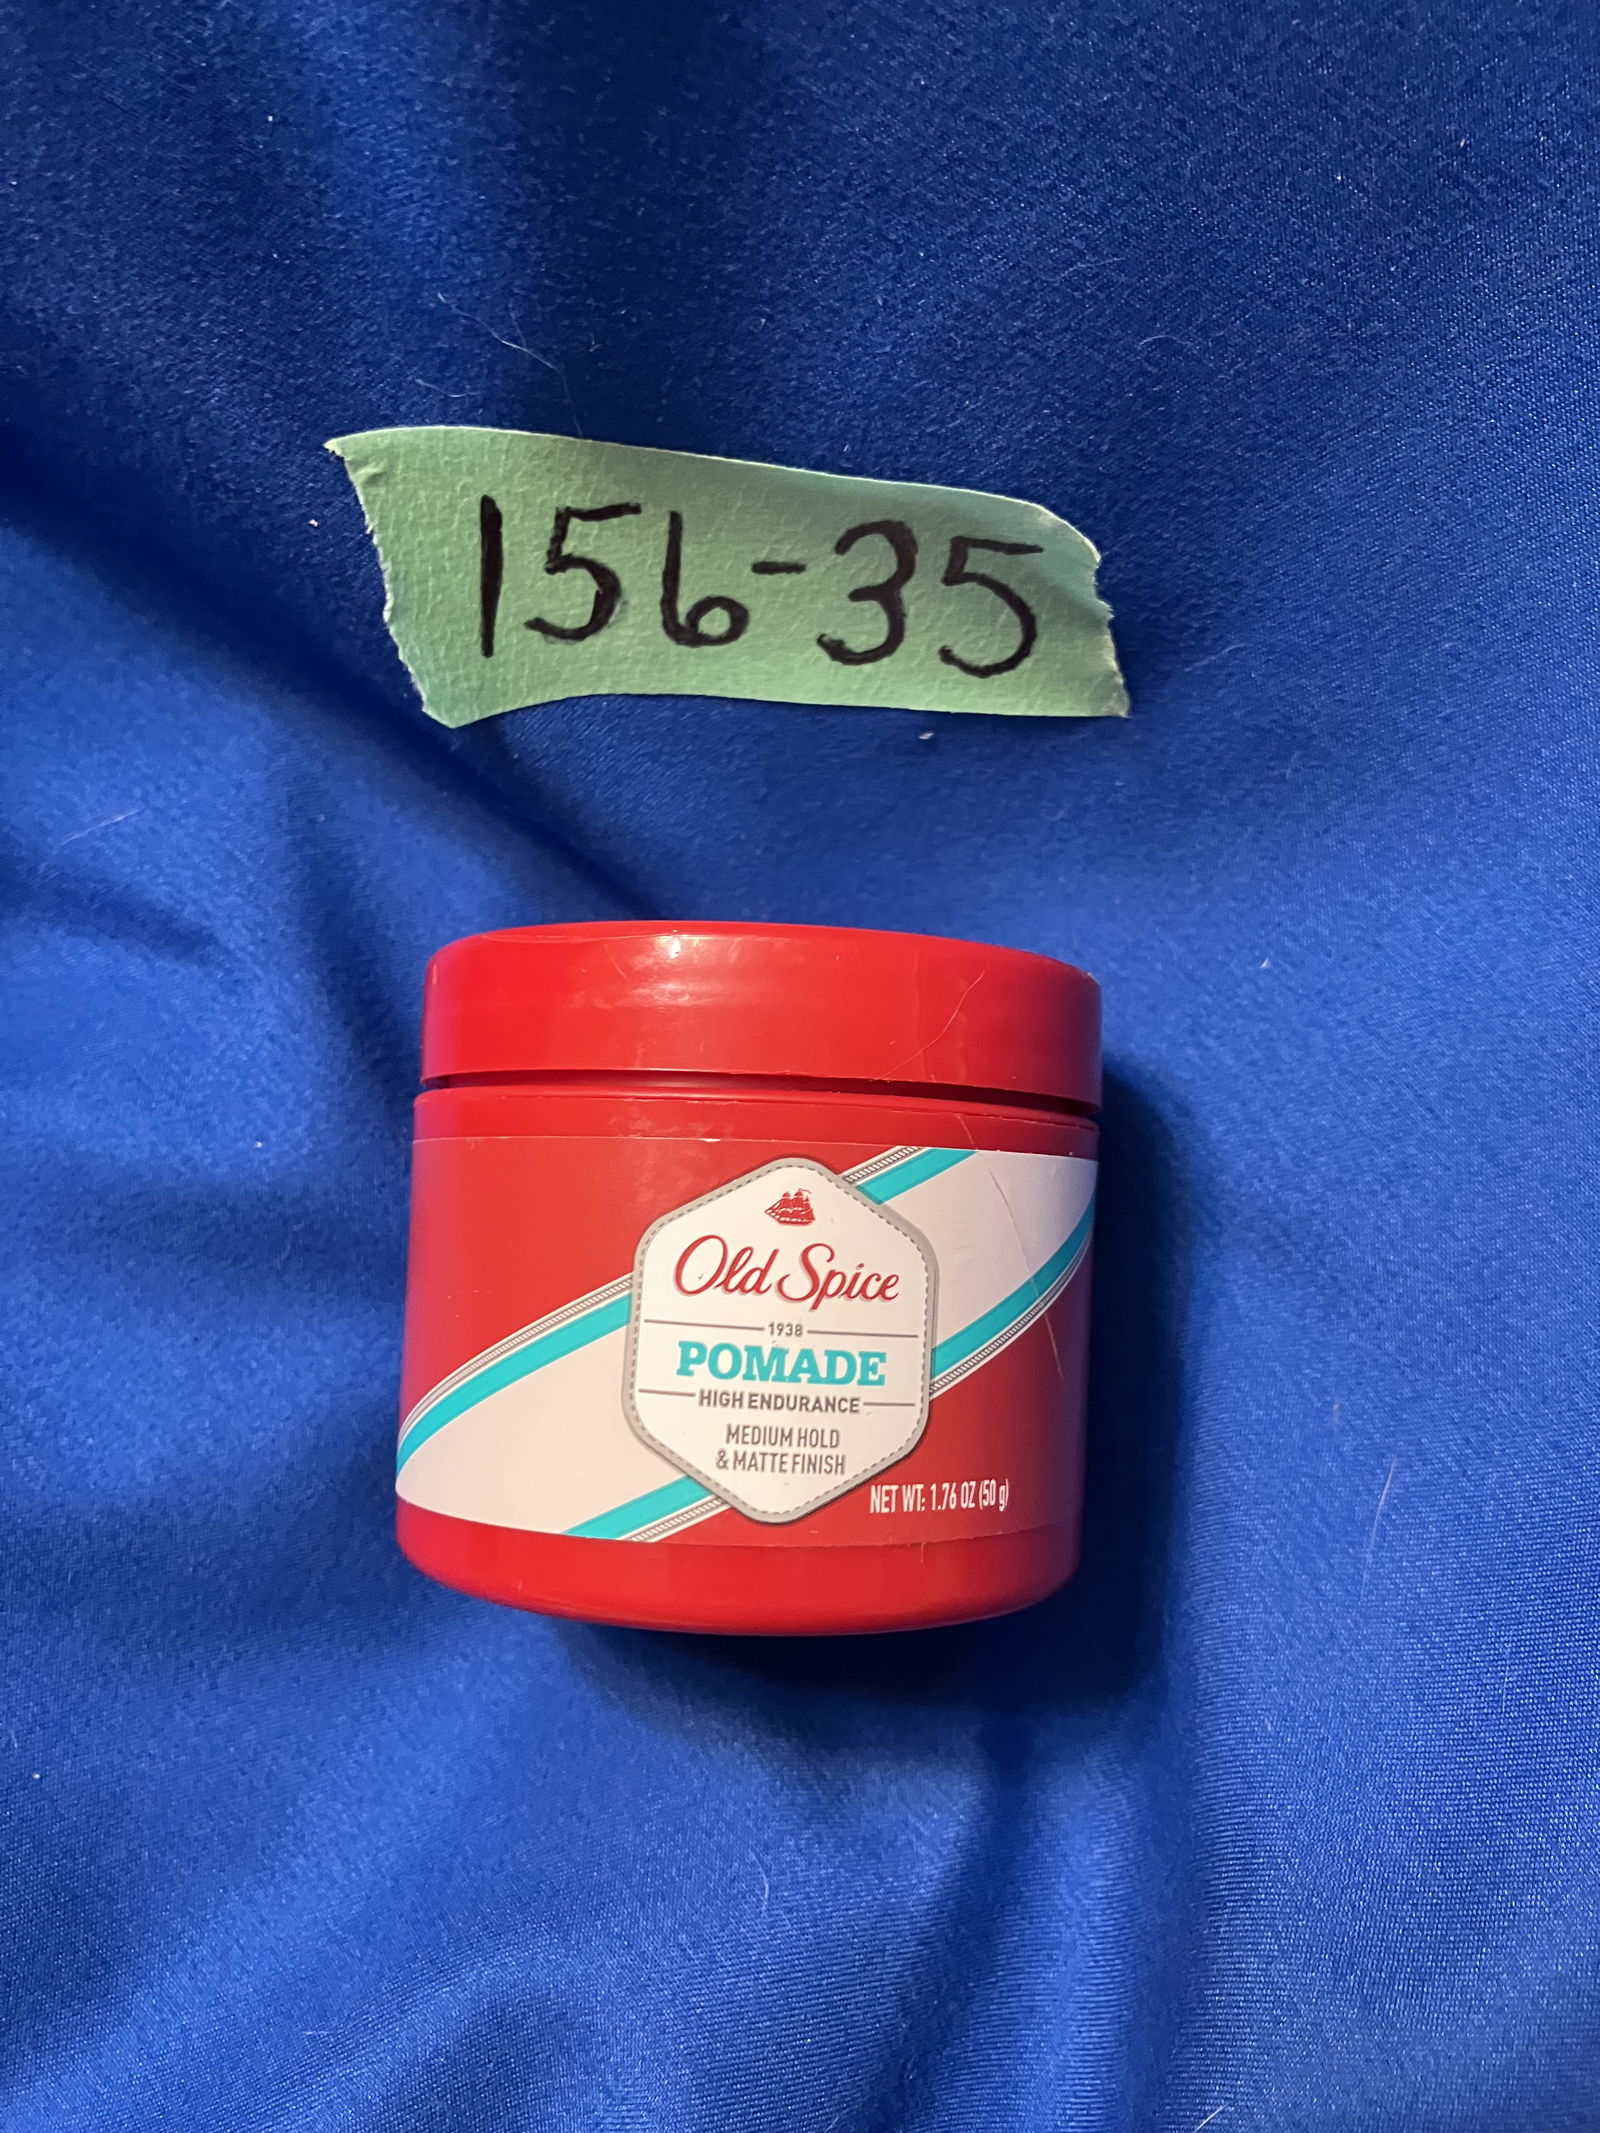 156-35
Old Spice
1938
POMADE
HIGH ENDURANCE
MEDIUM HOLD
& MATTE FINISH
NET WT: 1.76 OZ (50 g)